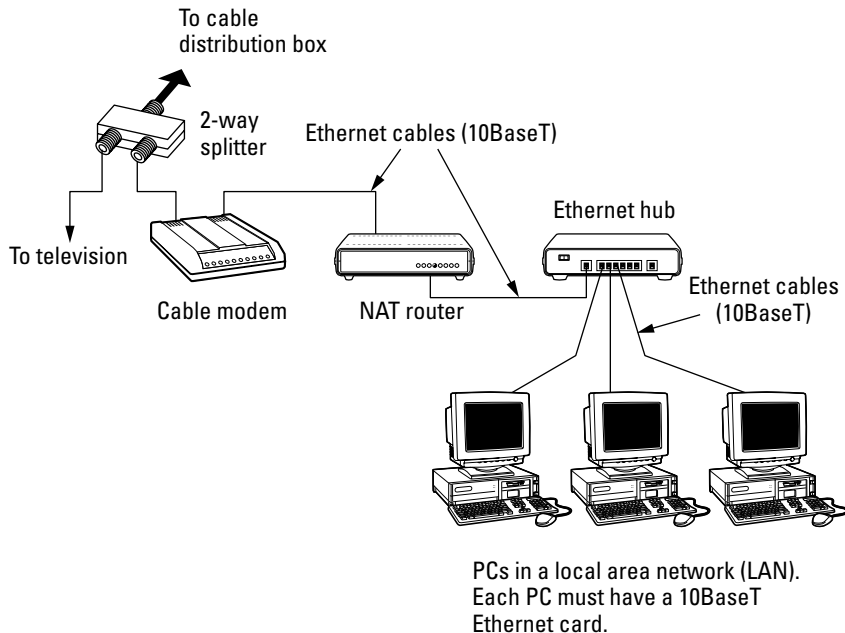 To cable
distribution box
2-way
splitter
Ethernet cables (10BaseT)
Ethernet hub
To television
Cable modem
NAT router
Ethernet cables
(10BaseT)
PCs in a local area network (LAN).
Each PC must have a 10BaseT
Ethernet card.